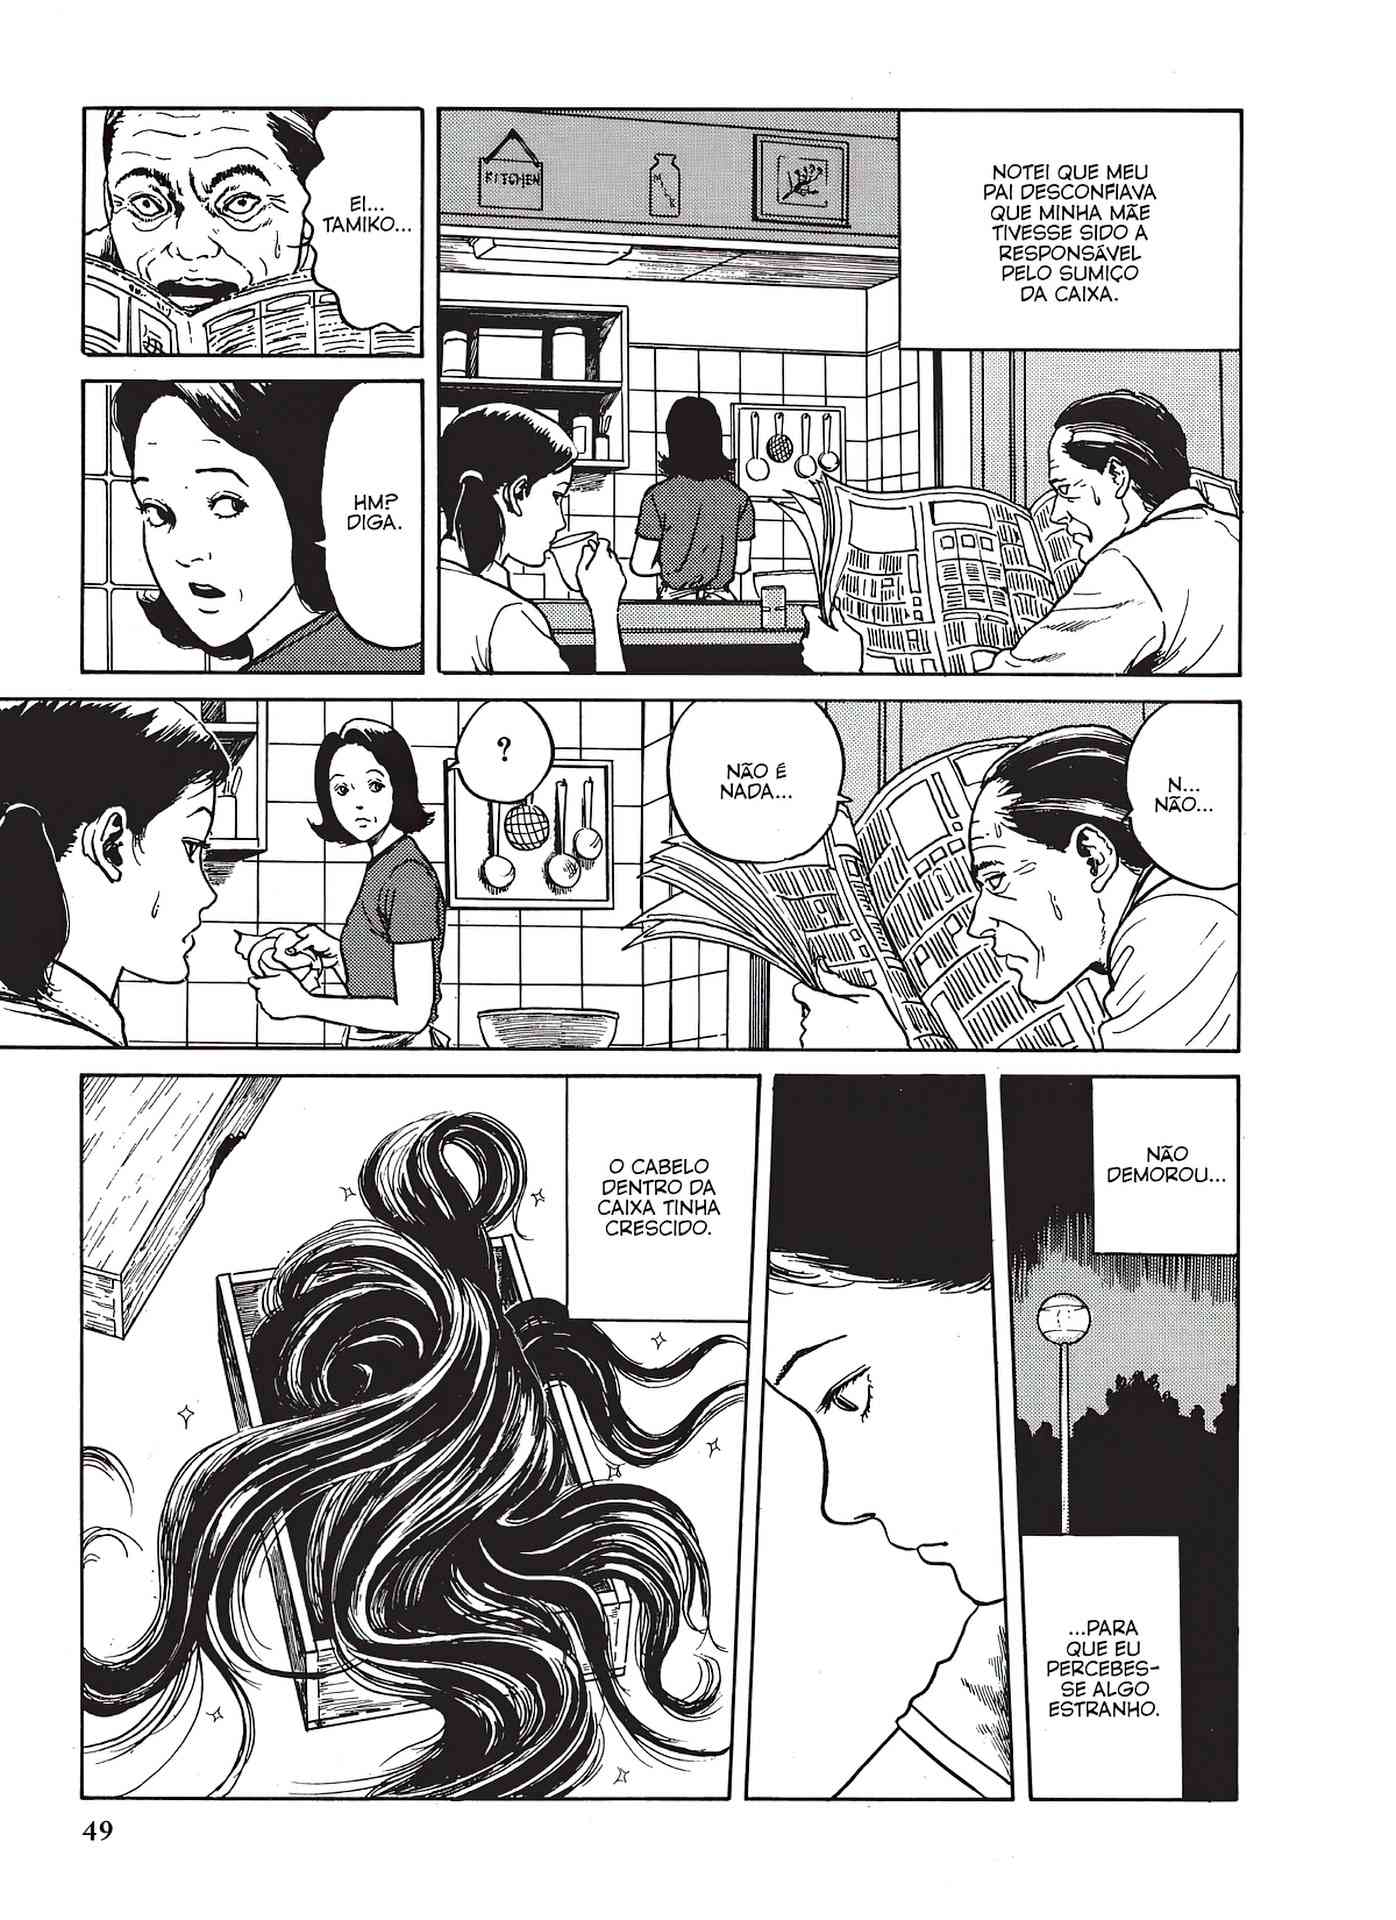 NOTEI QUE MEU
PAI DESCONFIAVA
QUE MINHA MÃE
TIVESSE SIDO A
RESPONSÁVEL
PELO SUMIÇO
DA CAIXA.
KITCHEN
MILK
EI...
TAMIKO...
HM?
DIGA.
N...
NÃO...
NÃO É
NADA...
?
NÃO
DEMOROU...
...PARA
QUE EU
PERCEBES-
SE ALGO
ESTRANHO.
O CABELO
DENTRO DA
CAIXA TINHA
CRESCIDO.
49